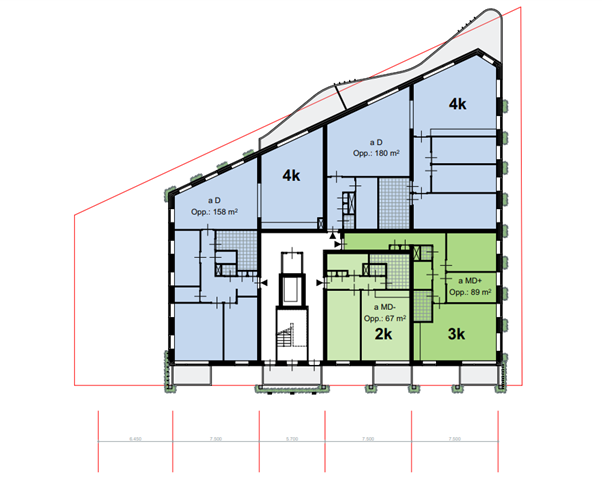 4k
a D
Opp.: 180 m²
4k
a D
Opp.: 158 m²
a MD+
Opp.: 89 m²
a MD-
Opp.: 67 m²
2k
3k
6.450 7.500 5.700 7.500 7.500